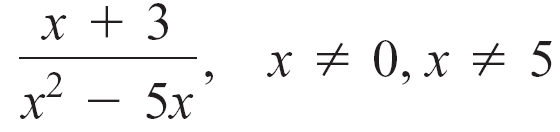 x + 3
x² − 5x , x ≠ 0, x ≠ 5